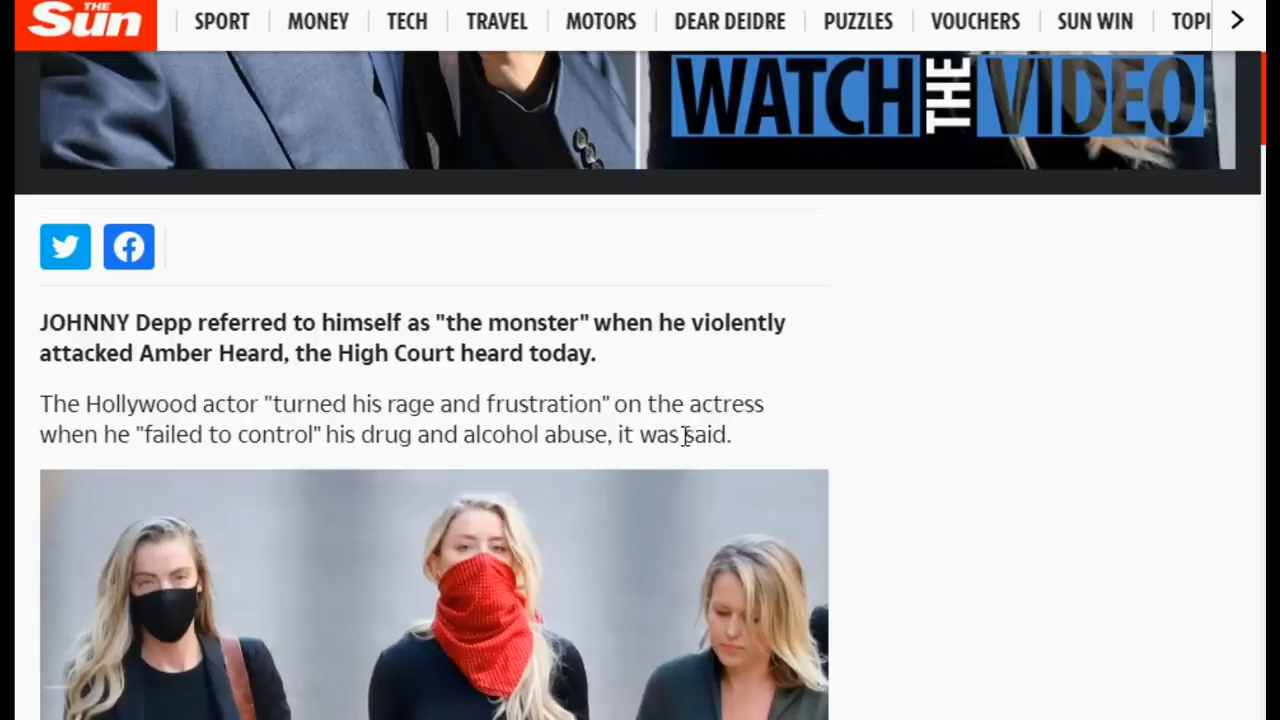 THE
Sun
SPORT MONEY TECH TRAVEL MOTORS DEAR DEIDRE PUZZLES VOUCHERS SUN WIN TOPI
WATCH THE VIDEO
JOHNNY Depp referred to himself as "the monster" when he violently
attacked Amber Heard, the High Court heard today.
The Hollywood actor "turned his rage and frustration" on the actress
when he "failed to control" his drug and alcohol abuse, it was said.